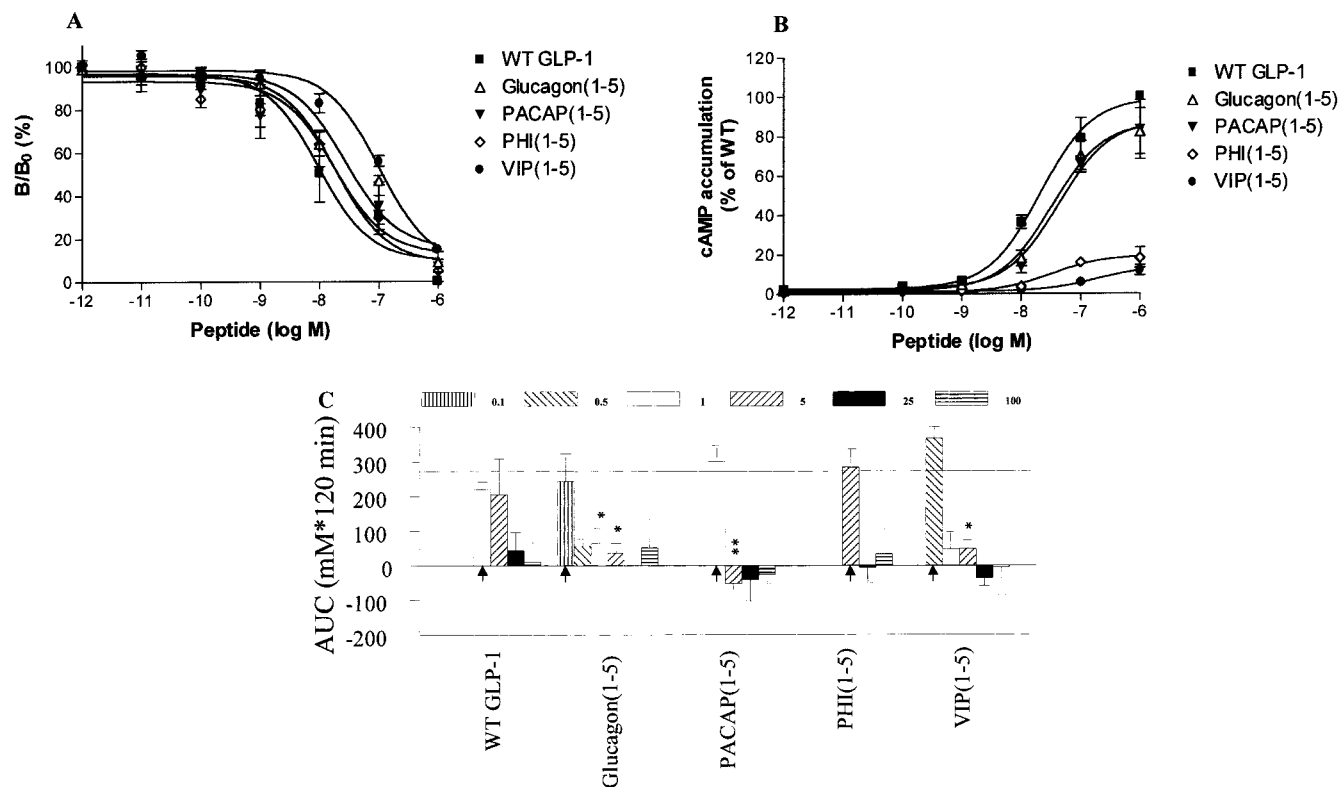 A
B/B0 (%)
100
80
60
40
20
0
-12 -11 -10 -9 -8 -7 -6
Peptide (log M)
WT GLP-1
Glucagon(1-5)
PACAP(1-5)
PHI(1-5)
VIP(1-5)
B
cAMP accumulation
(% of WT)
120
100
80
60
40
20
0
-12 -11 -10 -9 -8 -7 -6
Peptide (log M)
WT GLP-1
Glucagon(1-5)
PACAP(1-5)
PHI(1-5)
VIP(1-5)
C
0.1 0.5 1 5 25 100
AUC (mM*120 min)
400
300
200
100
0
-100
-200
*
*
**
*
WT GLP-1
Glucagon(1-5)
PACAP(1-5)
PHI(1-5)
VIP(1-5)